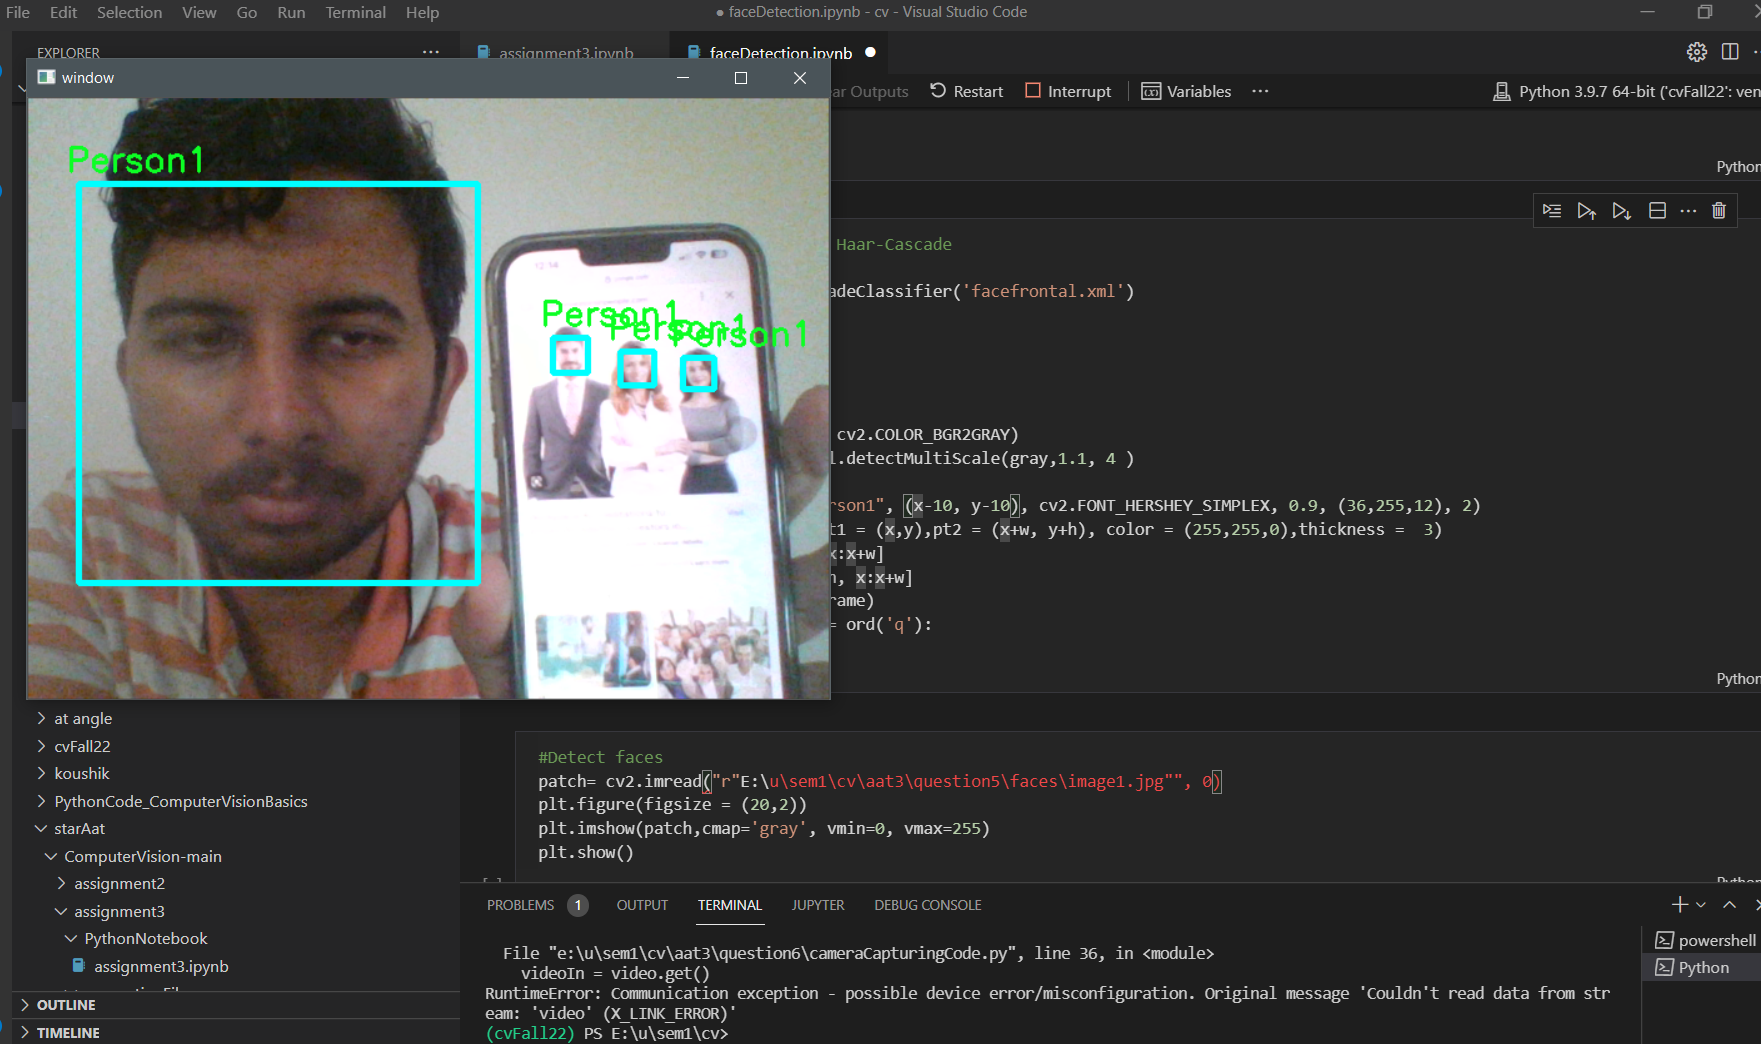 File Edit Selection View Go Run Terminal Help
● faceDetection.ipynb - cv - Visual Studio Code
EXPLORER
assignment3.ipynb
faceDetection.ipynb
window
Outputs
Restart
Interrupt
Variables
Python 3.9.7 64-bit ('cvFall22': ven
Person1
Person1
Person1
Person1
12:54
Python
Haar-Cascade
adeClassifier('facefrontal.xml')
cv2.COLOR_BGR2GRAY)
l.detectMultiScale(gray,1.1, 4 )
rson1", (x-10, y-10), cv2.FONT_HERSHEY_SIMPLEX, 0.9, (36,255,12), 2)
t1 = (x,y),pt2 = (x+w, y+h), color = (255,255,0),thickness =  3)
x:x+w]
h, x:x+w]
rame)
= ord('q'):
Python
at angle
cvFall22
koushik
PythonCode_ComputerVisionBasics
starAat
ComputerVision-main
assignment2
assignment3
PythonNotebook
assignment3.ipynb
OUTLINE
TIMELINE
#Detect faces
patch= cv2.imread("r"E:\u\sem1\cv\aat3\question5\faces\image1.jpg"", 0)
plt.figure(figsize = (20,2))
plt.imshow(patch,cmap='gray', vmin=0, vmax=255)
plt.show()
Python
PROBLEMS 1 OUTPUT TERMINAL JUPYTER DEBUG CONSOLE
File "e:\u\sem1\cv\aat3\question6\cameraCapturingCode.py", line 36, in <module>
videoIn = video.get()
RuntimeError: Communication exception - possible device error/misconfiguration. Original message 'Couldn't read data from str
eam: 'video' (X_LINK_ERROR)'
(cvFall22) PS E:\u\sem1\cv>
powershell
Python